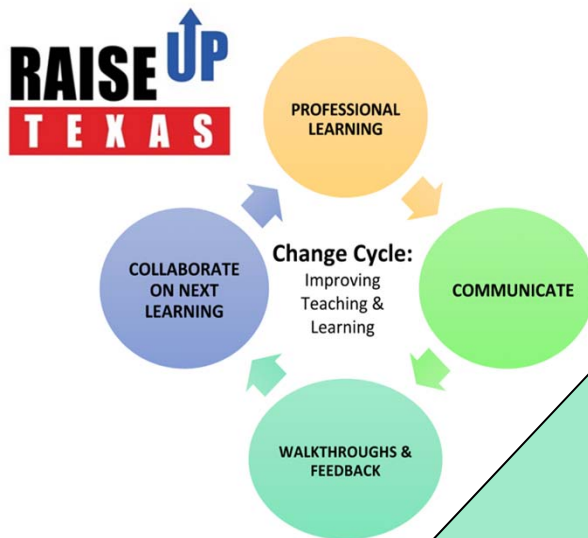 RAISE UP
TEXAS
PROFESSIONAL
LEARNING
COLLABORATE
ON NEXT
LEARNING
Change Cycle:
Improving
Teaching &
Learning
COMMUNICATE
WALKTHROUGHS &
FEEDBACK